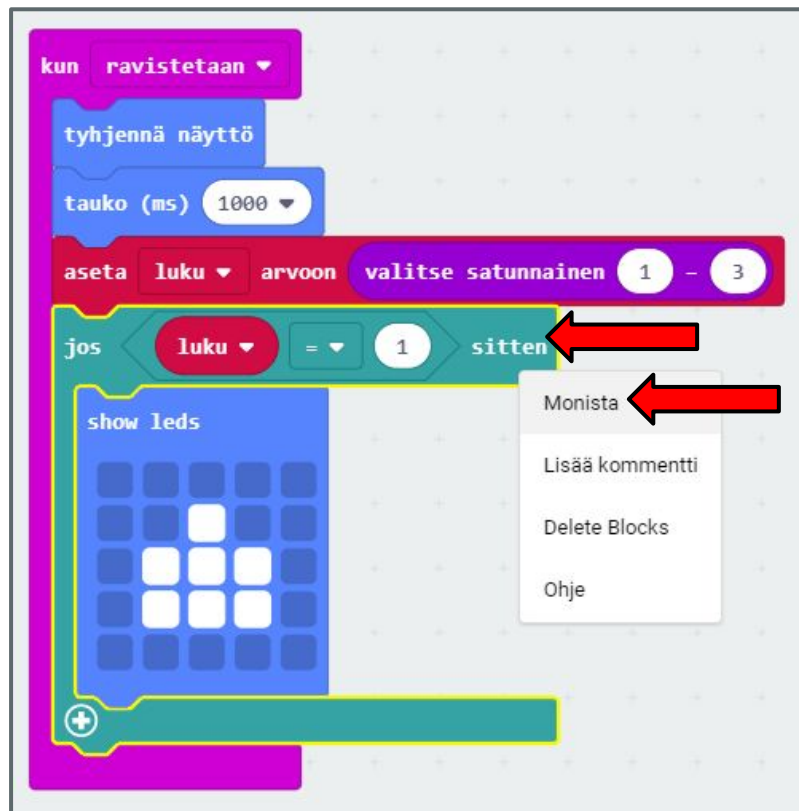 kun ravistetaan
tyhjennä näyttö
tauko (ms) 1000
aseta luku arvoon valitse satunnainen 1 - 3
jos luku = 1 sitten
show leds
Monista
Lisää kommentti
Delete Blocks
Ohje